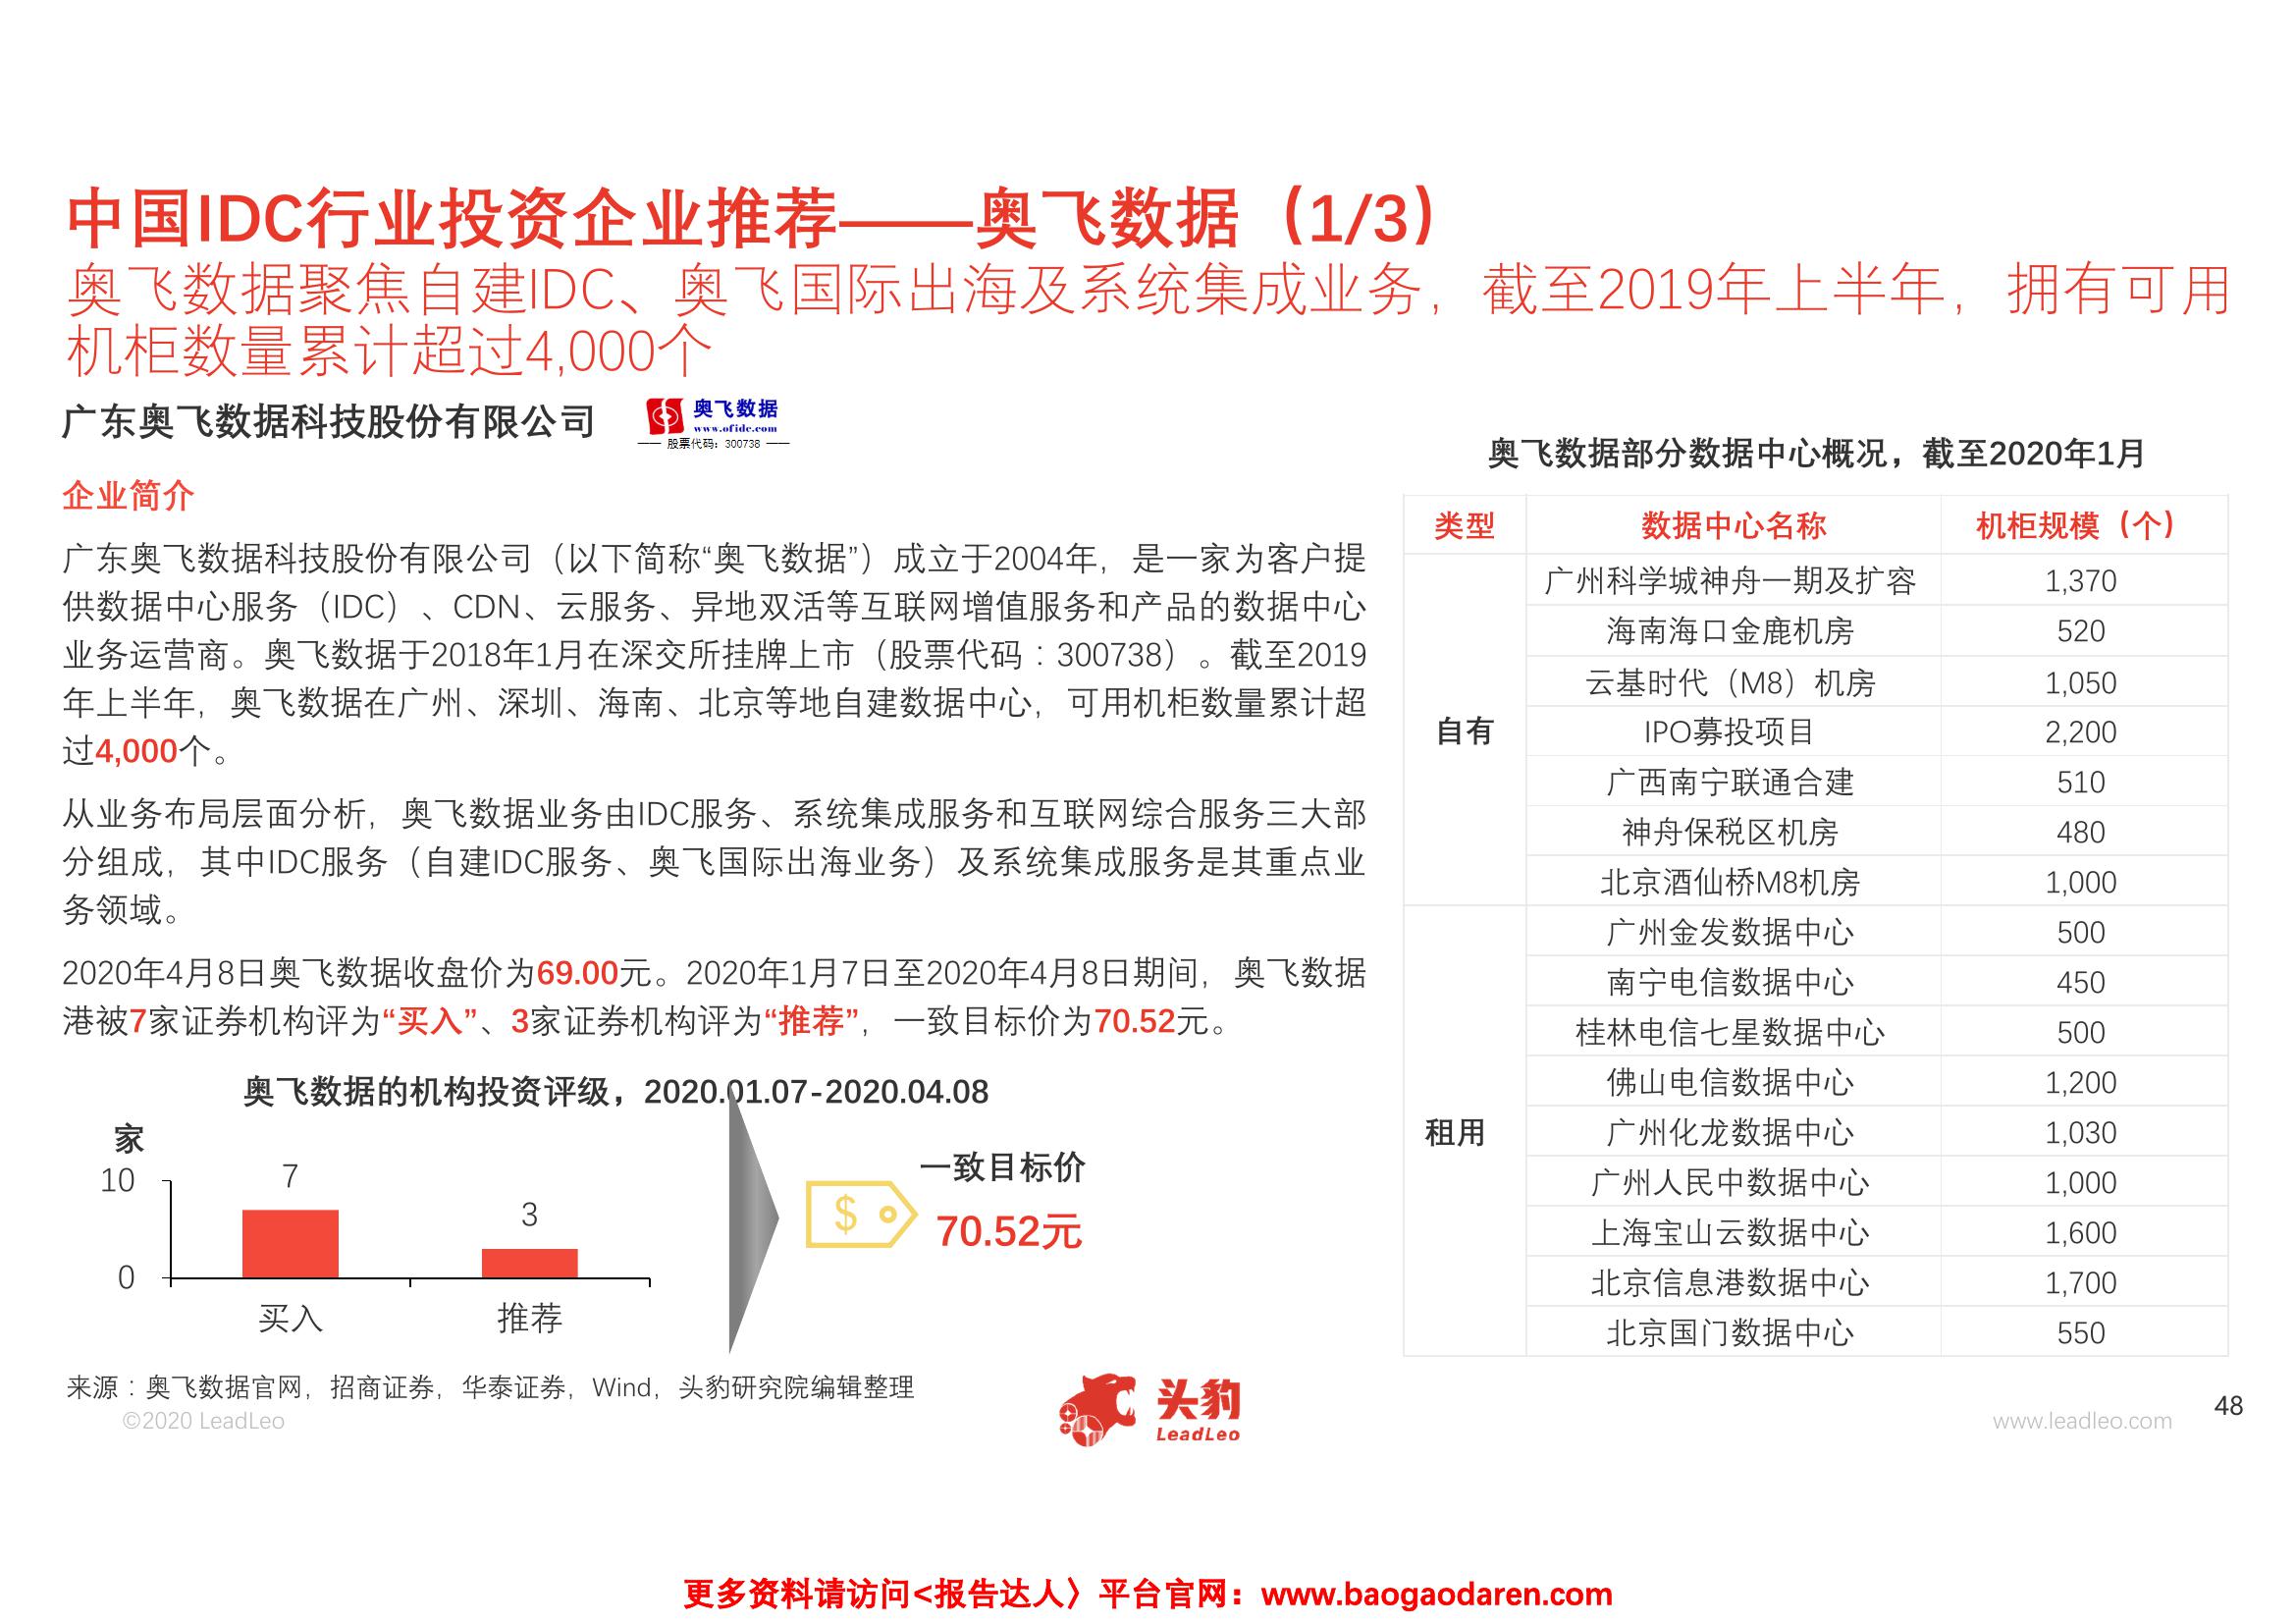 中国IDC行业投资企业推荐——奥飞数据（1/3）
奥飞数据聚焦自建IDC、奥飞国际出海及系统集成业务，截至2019年上半年，拥有可用
机柜数量累计超过4,000个
广东奥飞数据科技股份有限公司
奥飞数据
www.ofidc.com
—— 股票代码：300738 ——
企业简介
广东奥飞数据科技股份有限公司（以下简称“奥飞数据”）成立于2004年，是一家为客户提
供数据中心服务（IDC）、CDN、云服务、异地双活等互联网增值服务和产品的数据中心
业务运营商。奥飞数据于2018年1月在深交所挂牌上市（股票代码：300738）。截至2019
年上半年，奥飞数据在广州、深圳、海南、北京等地自建数据中心，可用机柜数量累计超
过4,000个。
从业务布局层面分析，奥飞数据业务由IDC服务、系统集成服务和互联网综合服务三大部
分组成，其中IDC服务（自建IDC服务、奥飞国际出海业务）及系统集成服务是其重点业
务领域。
2020年4月8日奥飞数据收盘价为69.00元。2020年1月7日至2020年4月8日期间，奥飞数据
港被7家证券机构评为“买入”、3家证券机构评为“推荐”，一致目标价为70.52元。
奥飞数据的机构投资评级，2020.01.07-2020.04.08
家
10
0
7
3
买入
推荐
$
一致目标价
70.52元
奥飞数据部分数据中心概况，截至2020年1月
类型 数据中心名称 机柜规模（个）
自有
广州科学城神舟一期及扩容 1,370
海南海口金鹿机房 520
云基时代（M8）机房 1,050
IPO募投项目 2,200
广西南宁联通合建 510
神舟保税区机房 480
北京酒仙桥M8机房 1,000
租用
广州金发数据中心 500
南宁电信数据中心 450
桂林电信七星数据中心 500
佛山电信数据中心 1,200
广州化龙数据中心 1,030
广州人民中数据中心 1,000
上海宝山云数据中心 1,600
北京信息港数据中心 1,700
北京国门数据中心 550
来源：奥飞数据官网，招商证券，华泰证券，Wind，头豹研究院编辑整理
©2020 LeadLeo
头豹
LeadLeo
www.leadleo.com
48
更多资料请访问<报告达人〉平台官网：www.baogaodaren.com